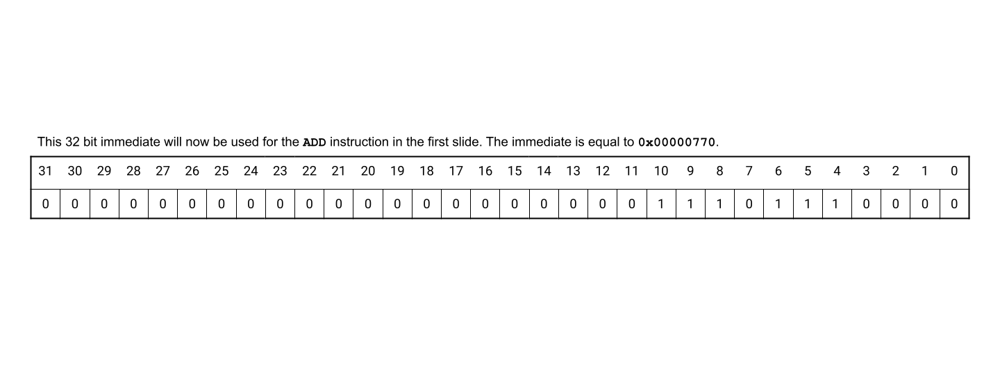 This 32 bit immediate will now be used for the ADD instruction in the first slide. The immediate is equal to 0x00000770.
31 30 29 28 27 26 25 24 23 22 21 20 19 18 17 16 15 14 13 12 11 10 9 8 7 6 5 4 3 2 1 0
0 0 0 0 0 0 0 0 0 0 0 0 0 0 0 0 0 0 0 0 0 1 1 1 0 1 1 1 0 0 0 0